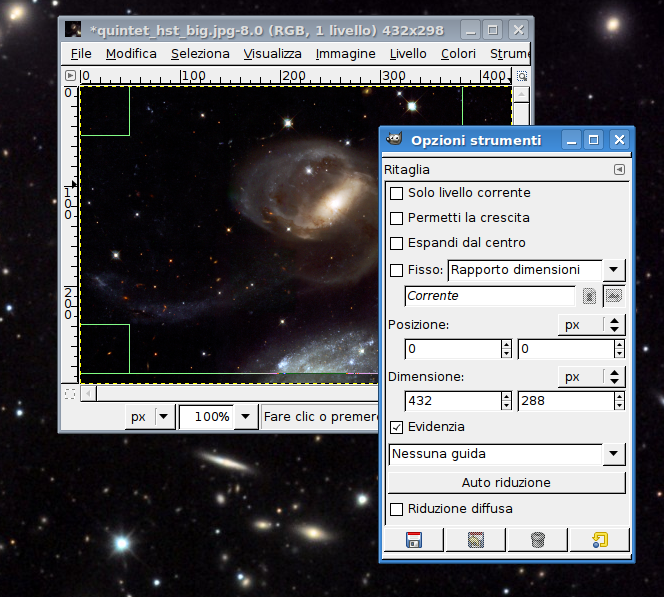 *quintet_hst_big.jpg-8.0 (RGB, 1 livello) 432x298
File Modifica Seleziona Visualizza Immagine Livello Colori Strume
0 100 200 300 400
0
100
200
px 100% Fare clic o premere
Opzioni strumenti
Ritaglia
Solo livello corrente
Permetti la crescita
Espandi dal centro
Fisso: Rapporto dimensioni
Corrente
Posizione: px
0 0
Dimensione: px
432 288
Evidenzia
Nessuna guida
Auto riduzione
Riduzione diffusa